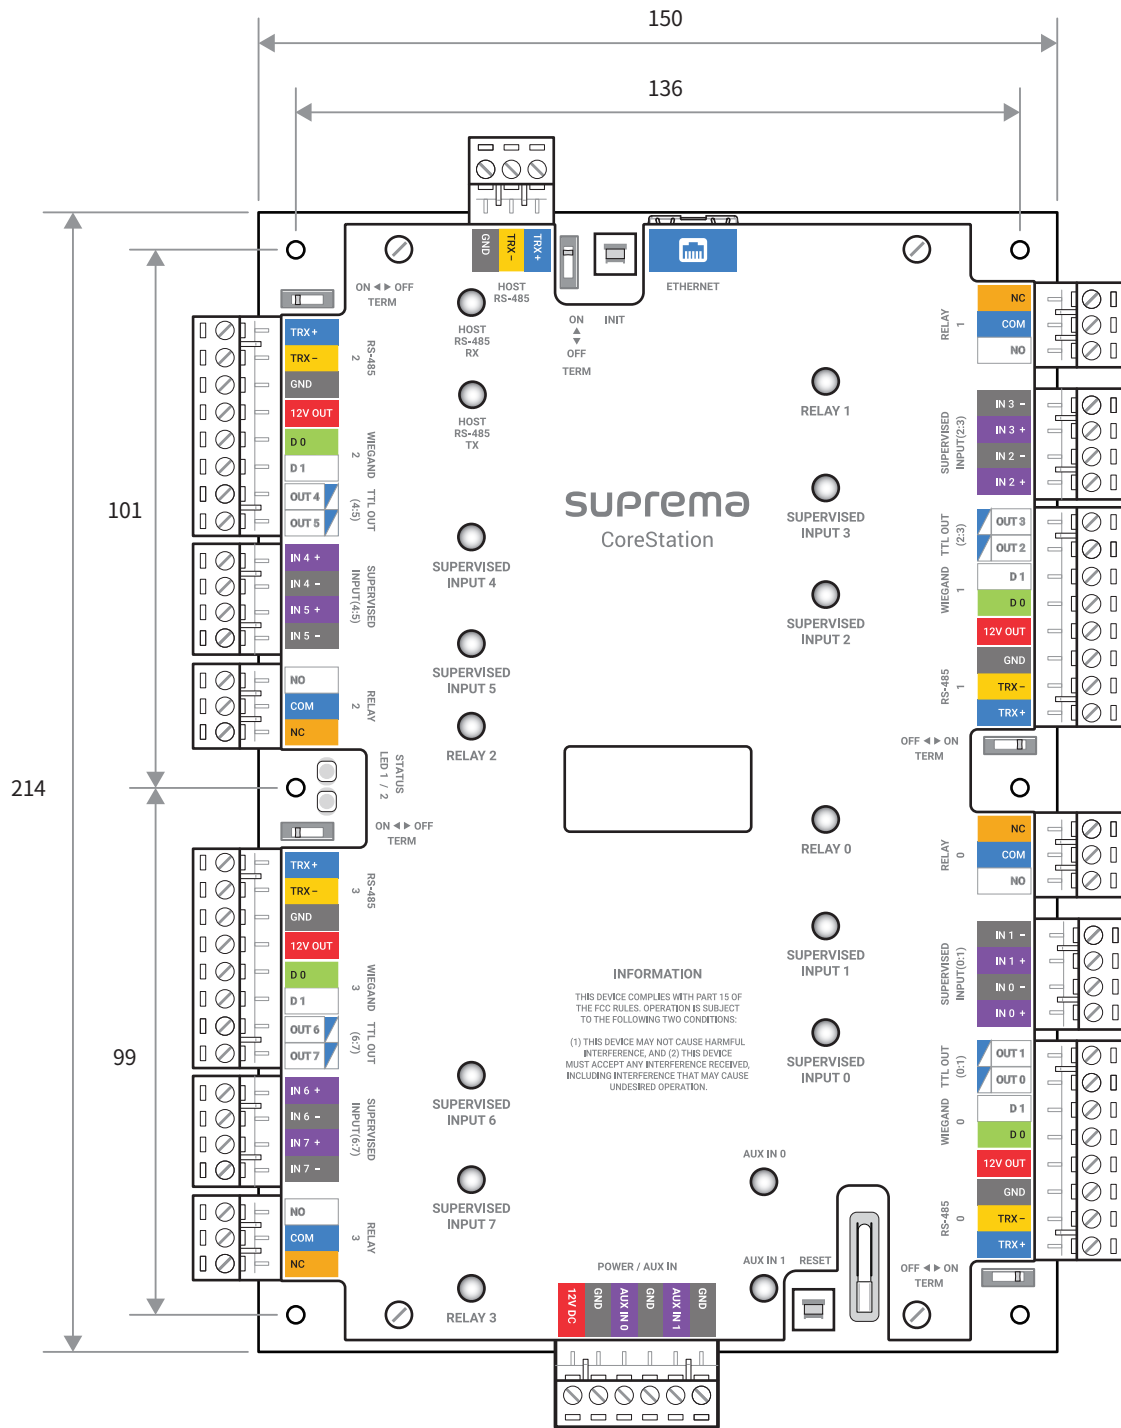 150
136
214
101
99
GND
TRX −
TRX+
HOST
RS-485
ETHERNET
ON ◄ ► OFF
TERM
HOST
RS-485
RX
ON
▲
▼
OFF
TERM
INIT
HOST
RS-485
TX
TRX +
TRX −
GND
RS-485
2
12V OUT
D 0
D 1
WIEGAND
2
OUT 4
OUT 5
TTL OUT
(4:5)
IN 4 +
IN 4 −
IN 5 +
IN 5 −
SUPERVISED
INPUT(4:5)
NO
COM
NC
RELAY
2
STATUS
LED 1 / 2
ON ◄ ► OFF
TERM
TRX +
TRX −
GND
RS-485
3
12V OUT
D 0
D 1
WIEGAND
3
OUT 6
OUT 7
TTL OUT
(6:7)
IN 6 +
IN 6 −
IN 7 +
IN 7 −
SUPERVISED
INPUT(6:7)
NO
COM
NC
RELAY
3
SUPERVISED
INPUT 4
SUPERVISED
INPUT 5
RELAY 2
SUPERVISED
INPUT 6
SUPERVISED
INPUT 7
RELAY 3
suprema
CoreStation
INFORMATION
THIS DEVICE COMPLIES WITH PART 15 OF
THE FCC RULES. OPERATION IS SUBJECT
TO THE FOLLOWING TWO CONDITIONS:
(1) THIS DEVICE MAY NOT CAUSE HARMFUL
INTERFERENCE, AND (2) THIS DEVICE
MUST ACCEPT ANY INTERFERENCE RECEIVED,
INCLUDING INTERFERENCE THAT MAY CAUSE
UNDESIRED OPERATION.
POWER / AUX IN
12V DC
GND
AUX IN 0
GND
AUX IN 1
GND
RELAY 1
SUPERVISED
INPUT 3
SUPERVISED
INPUT 2
RELAY 0
SUPERVISED
INPUT 1
SUPERVISED
INPUT 0
AUX IN 0
AUX IN 1
RESET
RELAY
1
NC
COM
NO
SUPERVISED
INPUT(2:3)
IN 3 −
IN 3 +
IN 2 −
IN 2 +
TTL OUT
(2:3)
OUT 3
OUT 2
WIEGAND
1
D 1
D 0
12V OUT
RS-485
1
GND
TRX −
TRX +
OFF ◄ ► ON
TERM
RELAY
0
NC
COM
NO
SUPERVISED
INPUT(0:1)
IN 1 −
IN 1 +
IN 0 −
IN 0 +
TTL OUT
(0:1)
OUT 1
OUT 0
WIEGAND
0
D 1
D 0
12V OUT
RS-485
0
GND
TRX −
TRX +
OFF ◄ ► ON
TERM